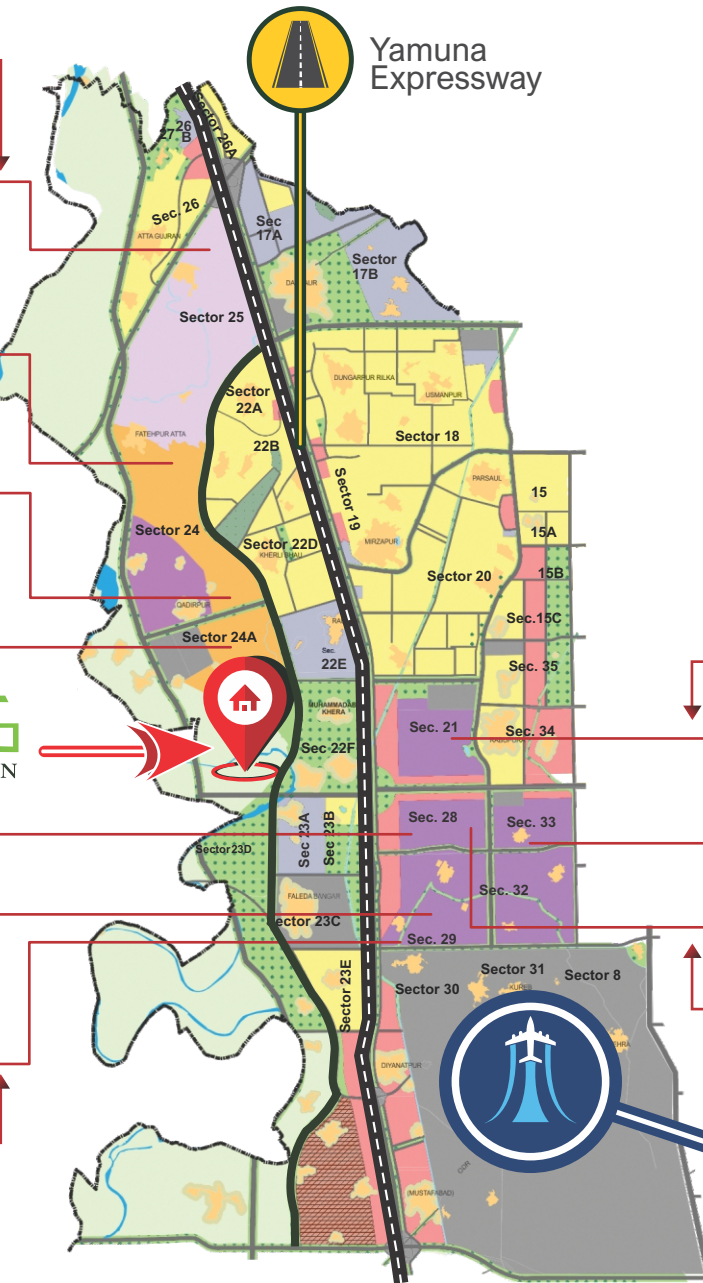 Yamuna
Expressway
27
26
B
Sector 26A
Sec. 26
ATTA GUJRAN
Sec
17A
Sector
17B
Sector 25
Sector
22A
DUNGARPUR RILKA
USMANPUR
FATEHPUR ATTA
22B
Sector 18
Sector 19
PARSAUL
15
Sector 24
15A
Sector 22D
MIRZAPUR
Sector 20
15B
QADIRPUR
Sec.15C
Sector 24A
Sec.
22E
Sec. 35
MUHAMMADABAD
KHERA
Sec. 21
Sec. 34
Sec 22F
N
Sec. 28
Sec. 33
Sec 23A
Sec 23B
Sector 23D
Sec. 32
FALEDA BANGAR
Sector 23C
Sec. 29
Sector 23E
Sector 31
Sector 8
Sector 30
DIYANATPUR
(MUSTAFABAD)